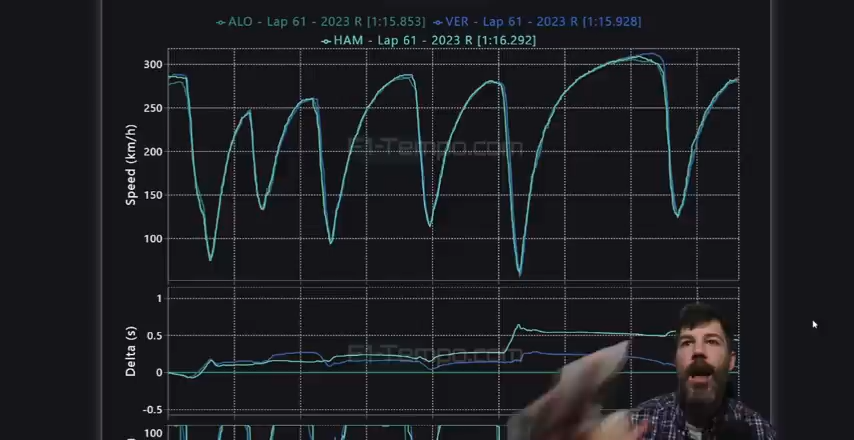 ALO - Lap 61 - 2023 R [1:15.853] VER - Lap 61 - 2023 R [1:15.928]
HAM - Lap 61 - 2023 R [1:16.292]
300
250
200
150
100
Speed (km/h)
F1-Tempo.com
1
0.5
0
-0.5
Delta (s)
F1-Tempo.com
100